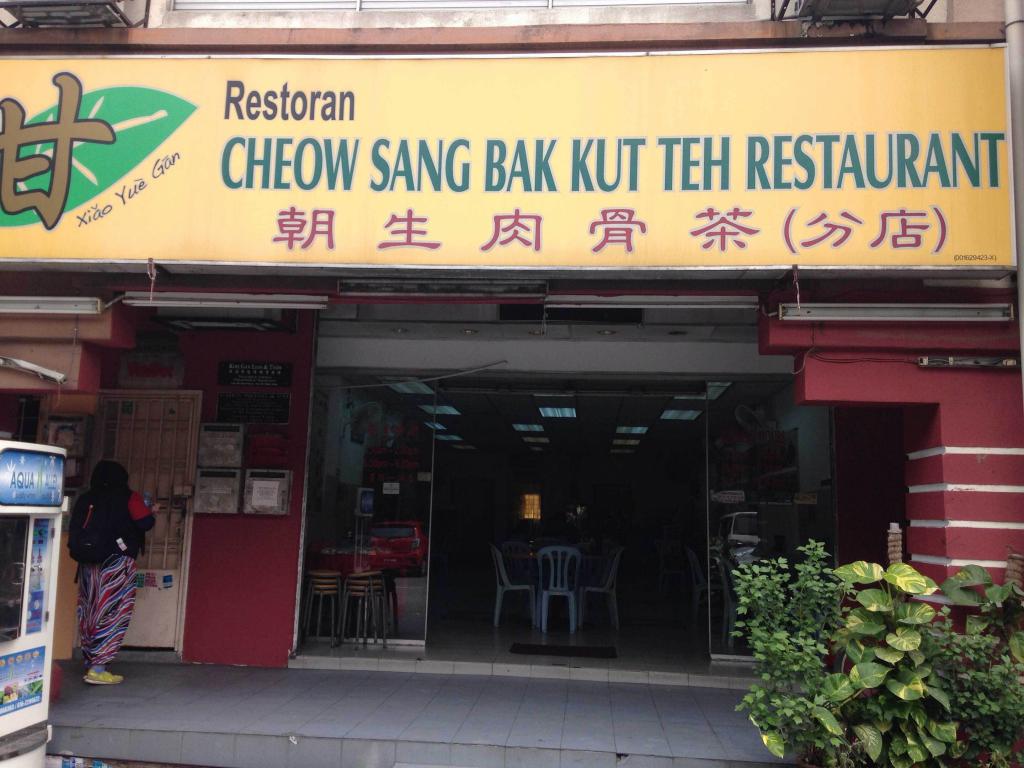 甘
Xiǎo Yuè Gān
Restoran
CHEOW SANG BAK KUT TEH RESTAURANT
朝生肉骨茶(分店)
(001629423-X)
AQUA